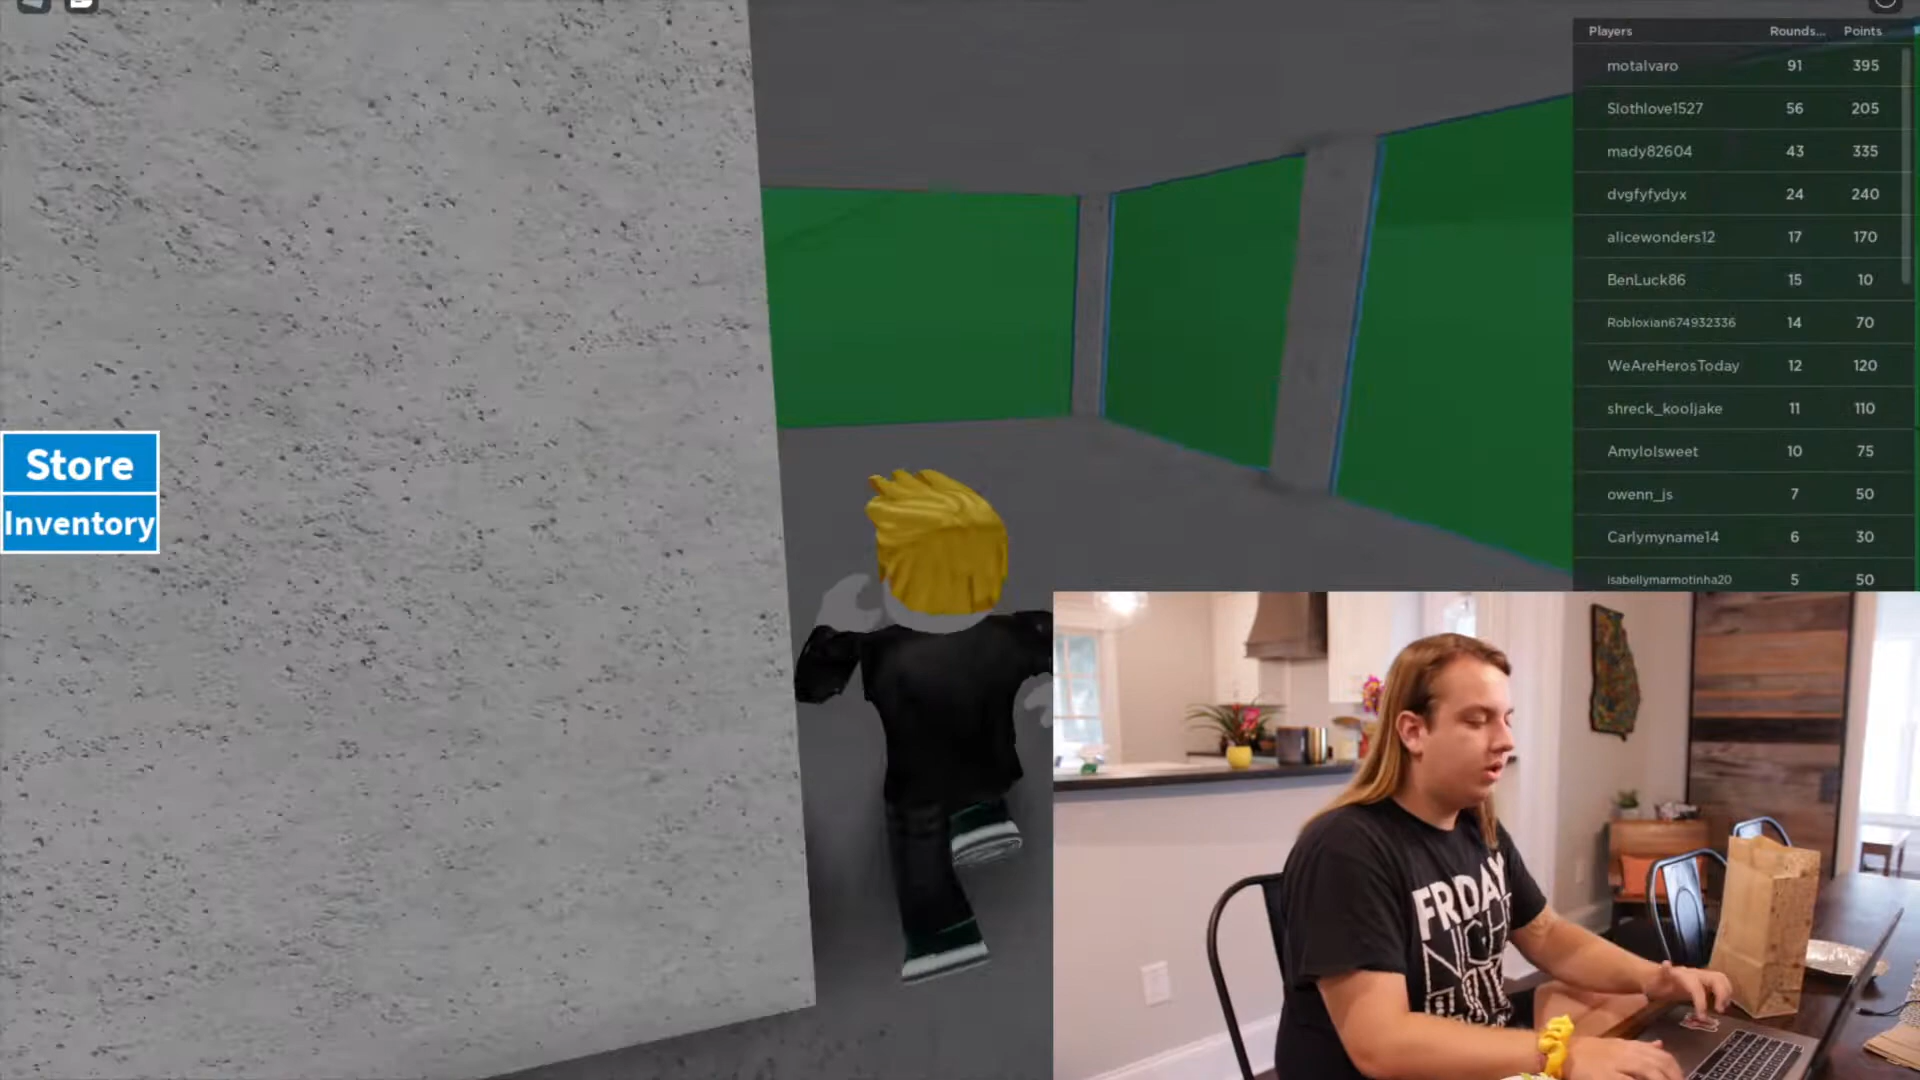 Players Rounds... Points
motalvaro 91 395
Slothlove1527 56 205
mady82604 43 335
dvgfyfydyx 24 240
alicewonders12 17 170
BenLuck86 15 10
Robloxian674932336 14 70
WeAreHerosToday 12 120
shreck_kooljake 11 110
Amylolsweet 10 75
owenn_js 7 50
Carlymyname14 6 30
isabellymarmotinha20 5 50
Store
Inventory
FRIDAY